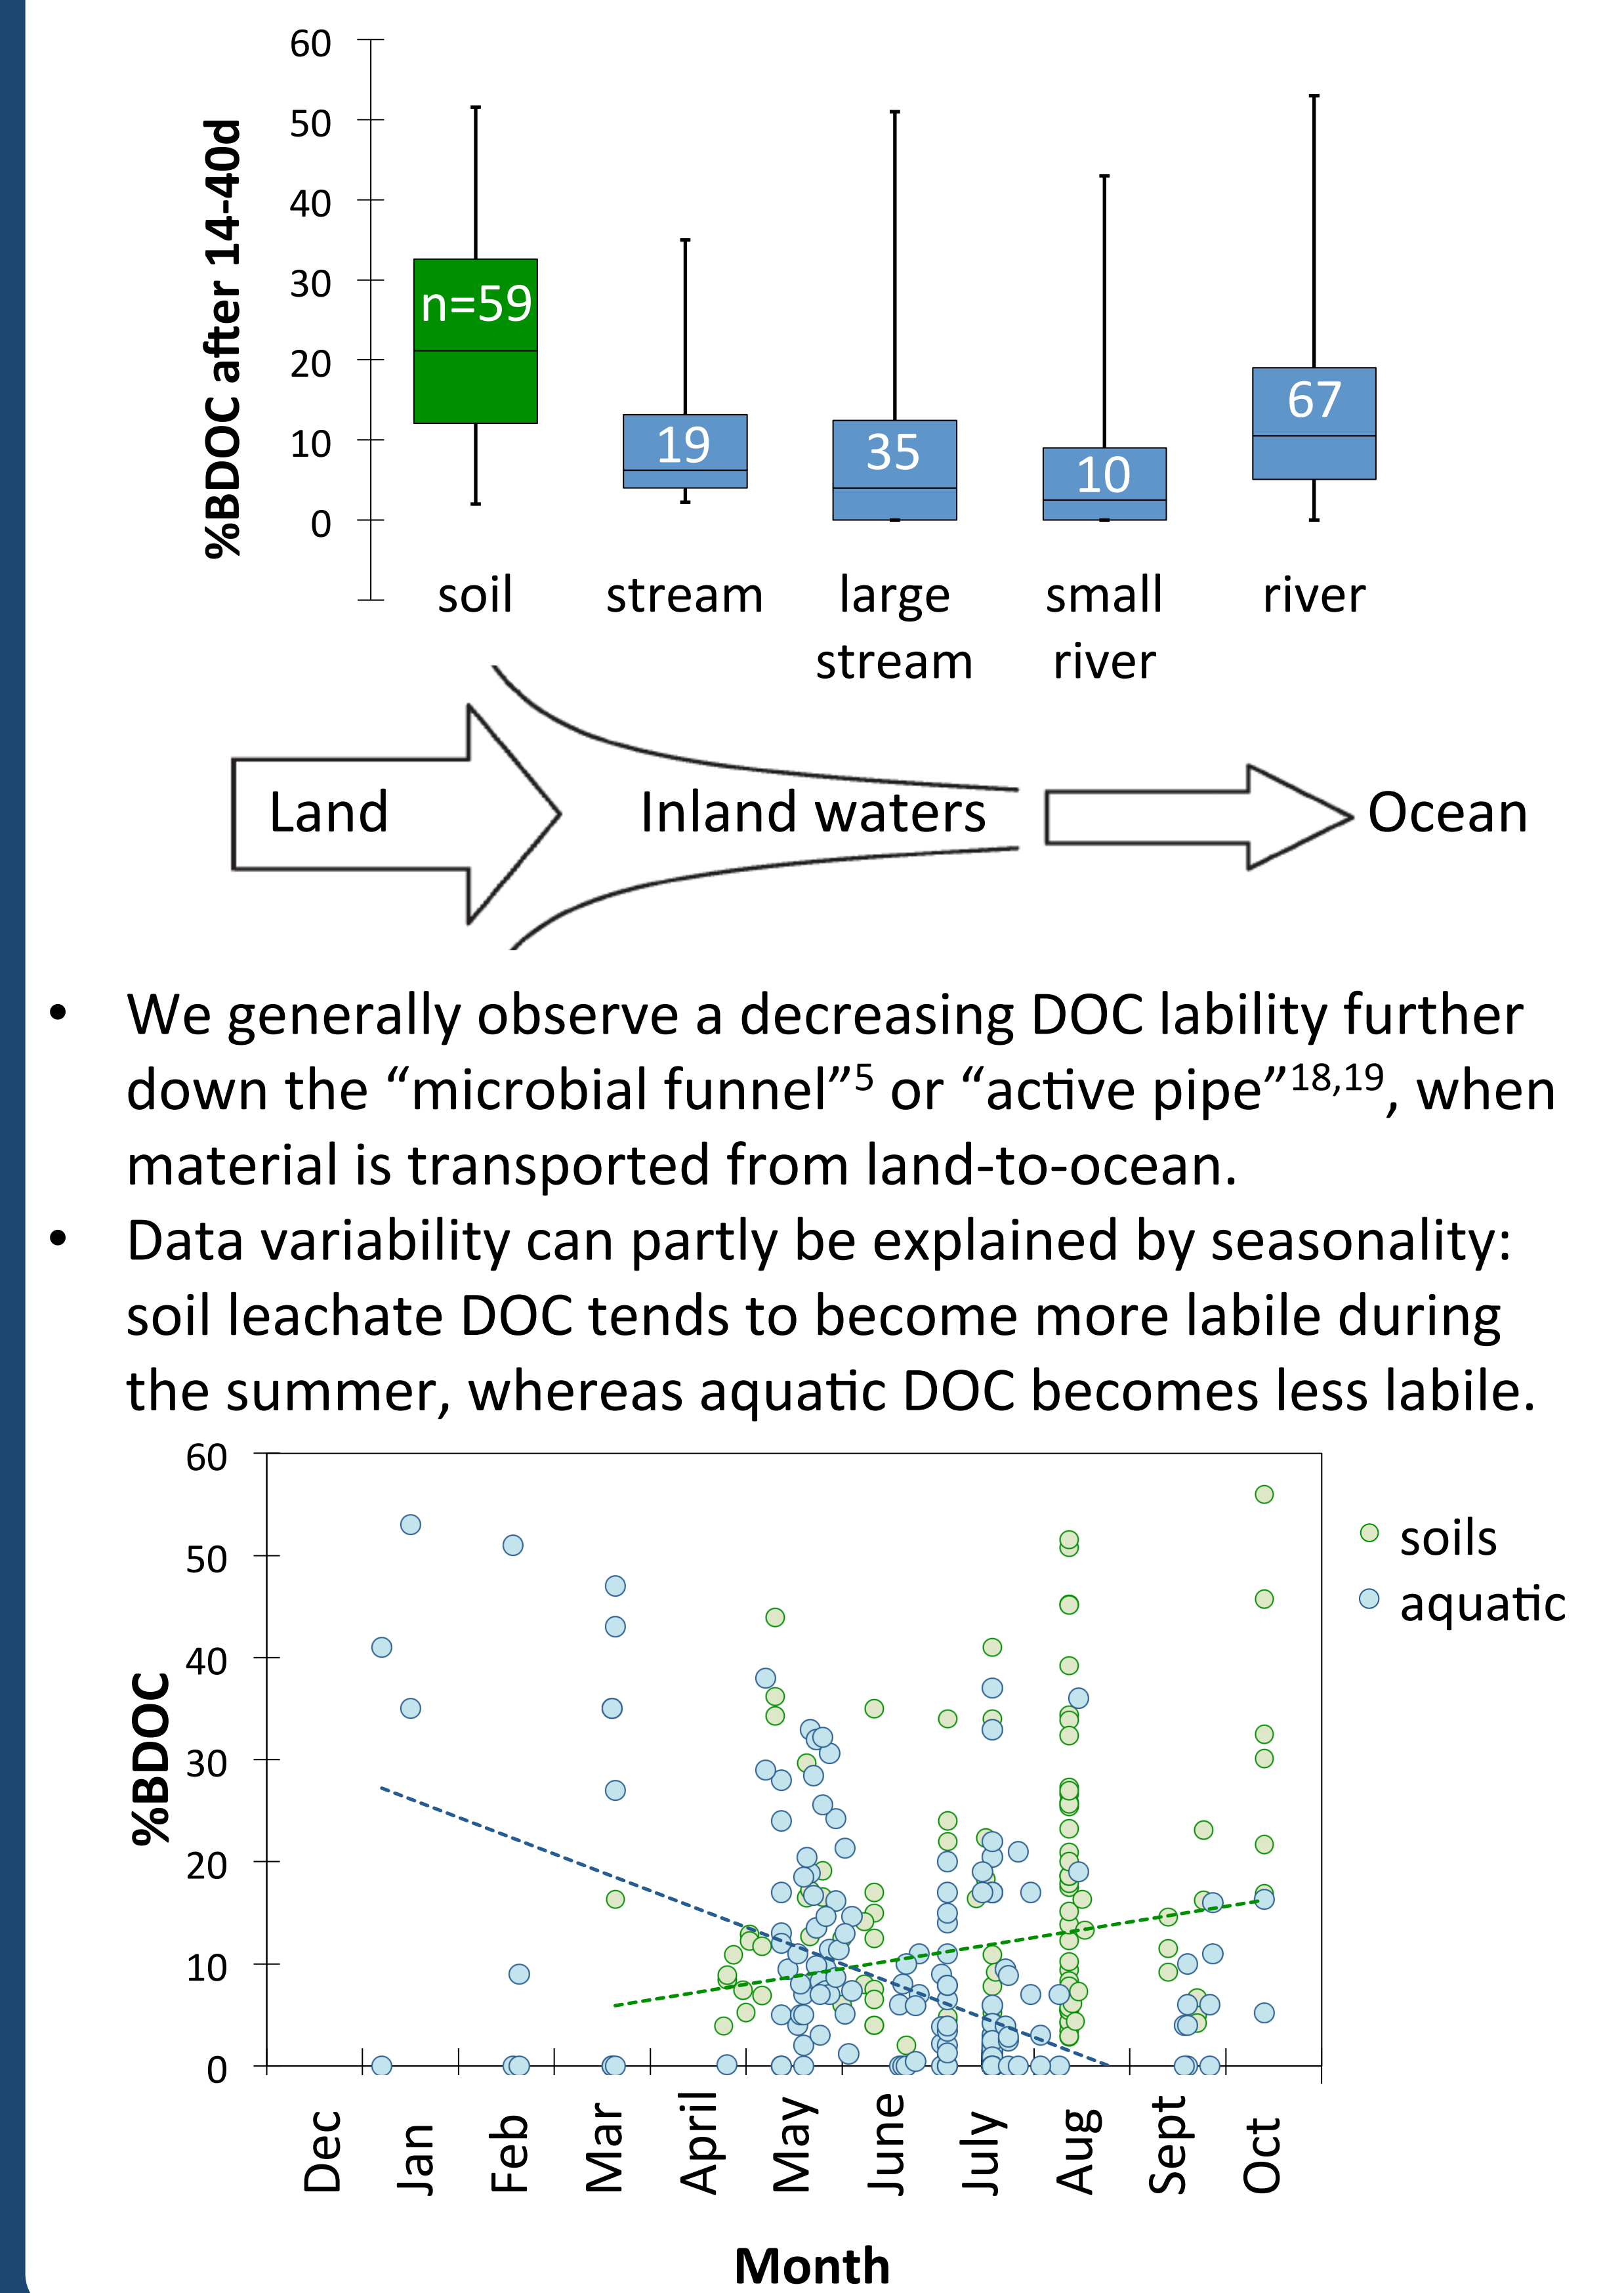 60
50
40
30
20
10
0
%BDOC after 14-40d
n=59
19
35
10
67
soil
stream
large
stream
small
river
river
Land
Inland waters
Ocean
• We generally observe a decreasing DOC lability further
down the “microbial funnel”5 or “active pipe”18,19, when
material is transported from land-to-ocean.
• Data variability can partly be explained by seasonality:
soil leachate DOC tends to become more labile during
the summer, whereas aquatic DOC becomes less labile.
60
50
40
30
20
10
0
%BDOC
soils
aquatic
Dec
Jan
Feb
Mar
April
May
June
July
Aug
Sept
Oct
Month